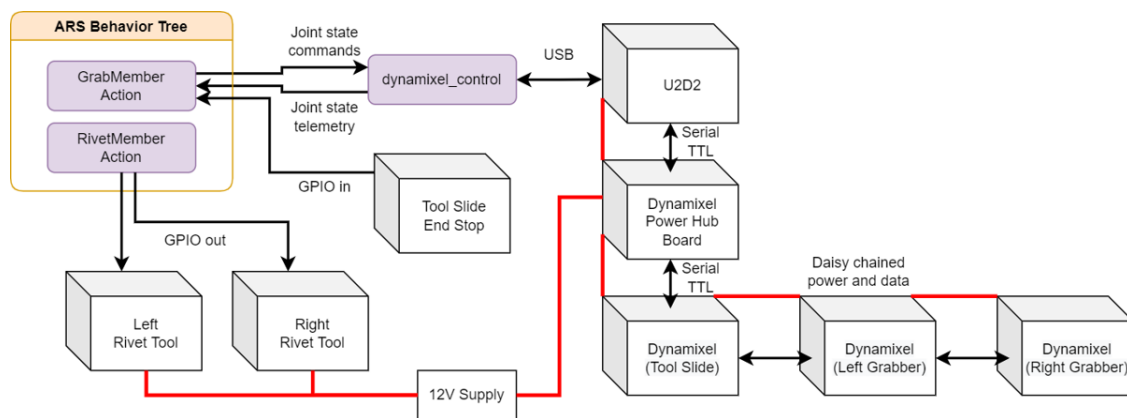 ARS Behavior Tree
GrabMember
Action
RivetMember
Action
Joint state
commands
Joint state
telemetry
dynamixel_control
USB
U2D2
Serial
TTL
GPIO in
Tool Slide
End Stop
Dynamixel
Power Hub
Board
GPIO out
Serial
TTL
Daisy chained
power and data
Left
Rivet Tool
Right
Rivet Tool
Dynamixel
(Tool Slide)
Dynamixel
(Left Grabber)
Dynamixel
(Right Grabber)
12V Supply